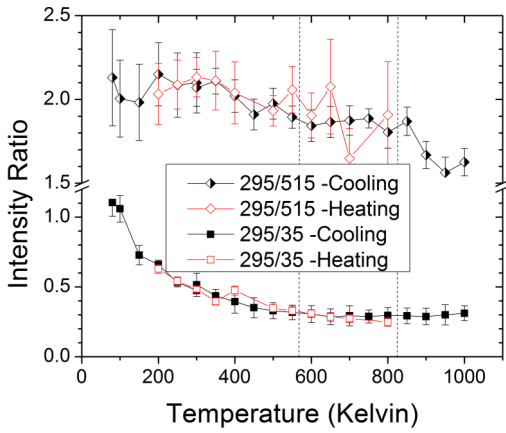 2.5
2.0
1.5
1.0
0.5
0.0
Intensity Ratio
295/515 -Cooling
295/515 -Heating
295/35 -Cooling
295/35 -Heating
200 400 600 800 1000
Temperature (Kelvin)